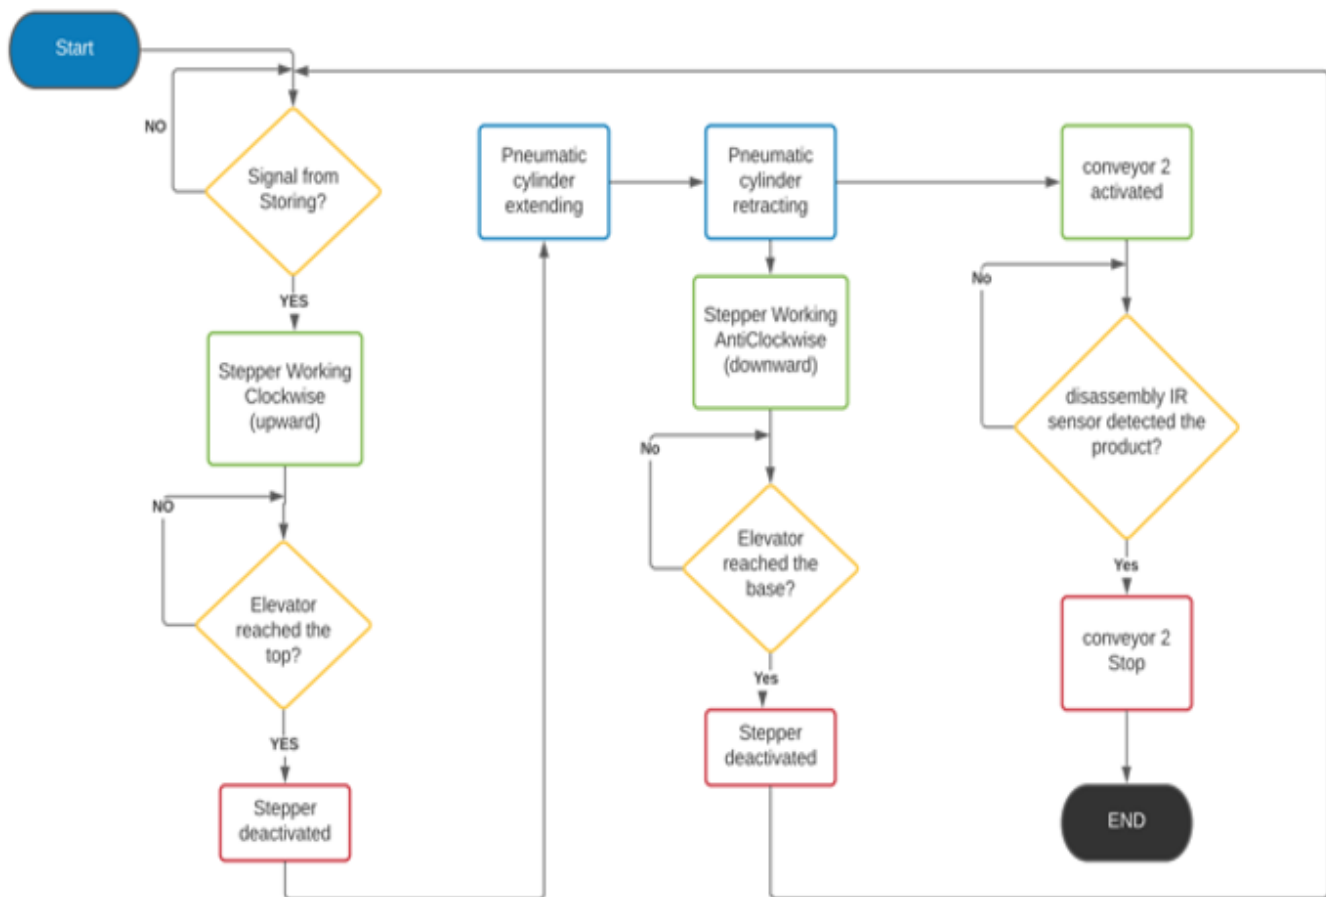 Start
NO
Signal from
Storing?
YES
Stepper Working
Clockwise
(upward)
NO
Elevator
reached the
top?
YES
Stepper
deactivated
Pneumatic
cylinder
extending
Pneumatic
cylinder
retracting
Stepper Working
AntiClockwise
(downward)
No
Elevator
reached the
base?
Yes
Stepper
deactivated
conveyor 2
activated
No
disassembly IR
sensor detected the
product?
Yes
conveyor 2
Stop
END